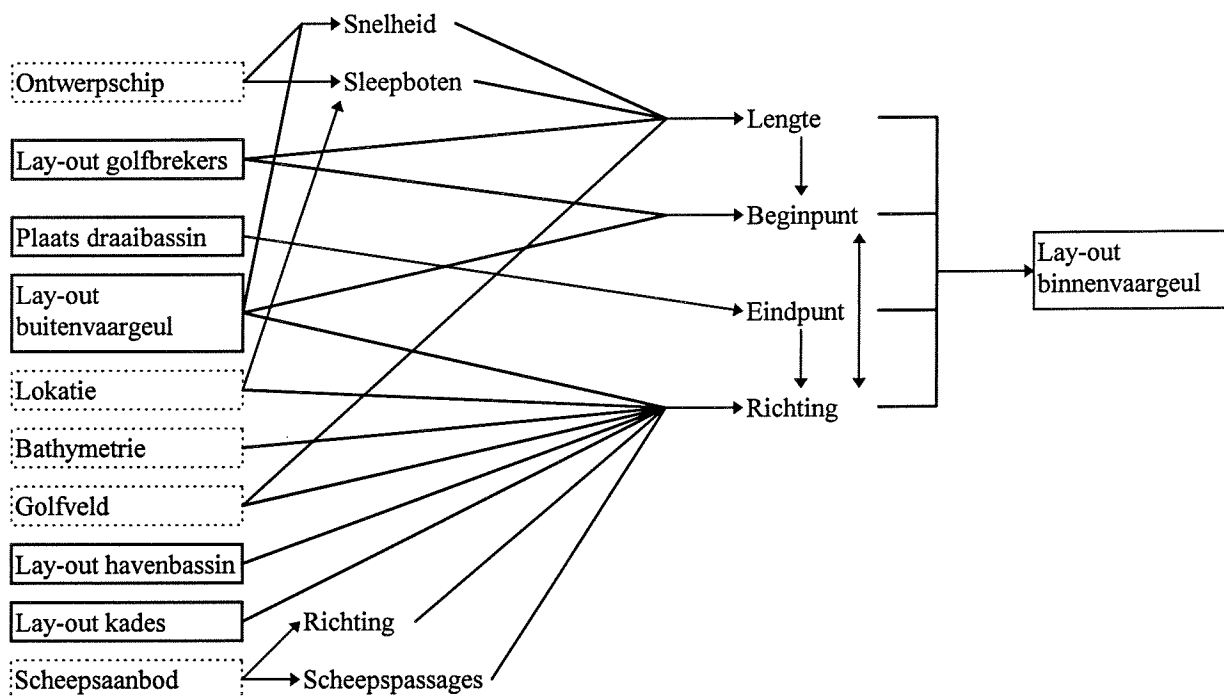 Snelheid
Ontwerpschip
Sleepboten
Lengte
Lay-out golfbrekers
Beginpunt
Plaats draaibassin
Lay-out
buitenvaargeul
Lay-out
binnenvaargeul
Eindpunt
Lokatie
Richting
Bathymetrie
Golfveld
Lay-out havenbassin
Lay-out kades
Richting
Scheepsaanbod
Scheepspassages